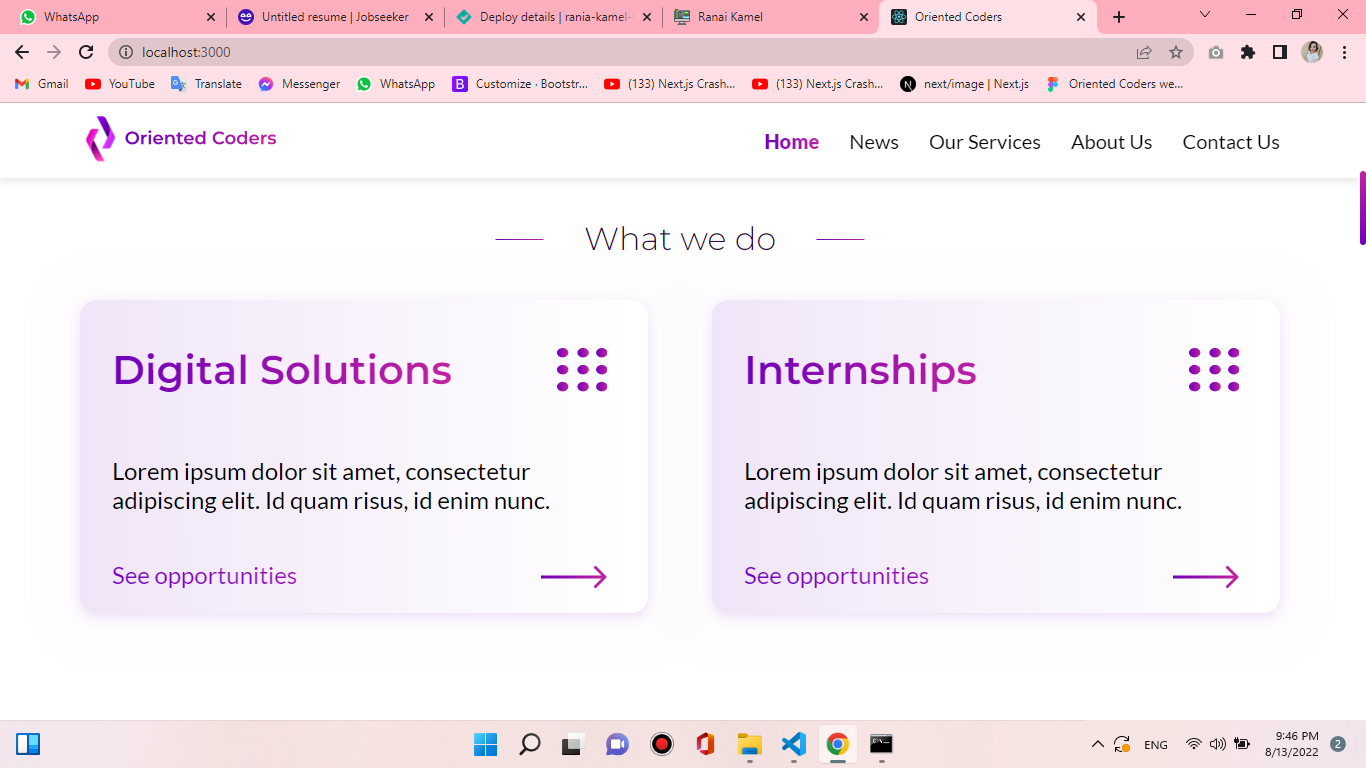 WhatsApp
Untitled resume | Jobseeker
Deploy details | rania-kamel-
Ranai Kamel
Oriented Coders
localhost:3000
Gmail
YouTube
Translate
Messenger
WhatsApp
Customize · Bootstr...
(133) Next.js Crash...
(133) Next.js Crash...
next/image | Next.js
Oriented Coders we...
Oriented Coders
Home
News
Our Services
About Us
Contact Us
What we do
Digital Solutions
Lorem ipsum dolor sit amet, consectetur
adipiscing elit. Id quam risus, id enim nunc.
See opportunities
Internships
Lorem ipsum dolor sit amet, consectetur
adipiscing elit. Id quam risus, id enim nunc.
See opportunities
ENG
9:46 PM
8/13/2022
2